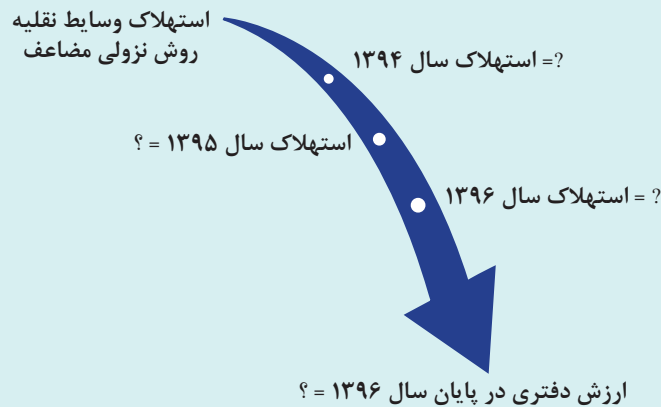 استهلاک وسایط نقلیه
روش نزولی مضاعف
استهلاک سال ۱۳۹۴ =?
استهلاک سال ۱۳۹۵ = ؟
استهلاک سال ۱۳۹۶ = ?
ارزش دفتری در پایان سال ۱۳۹۶ = ؟